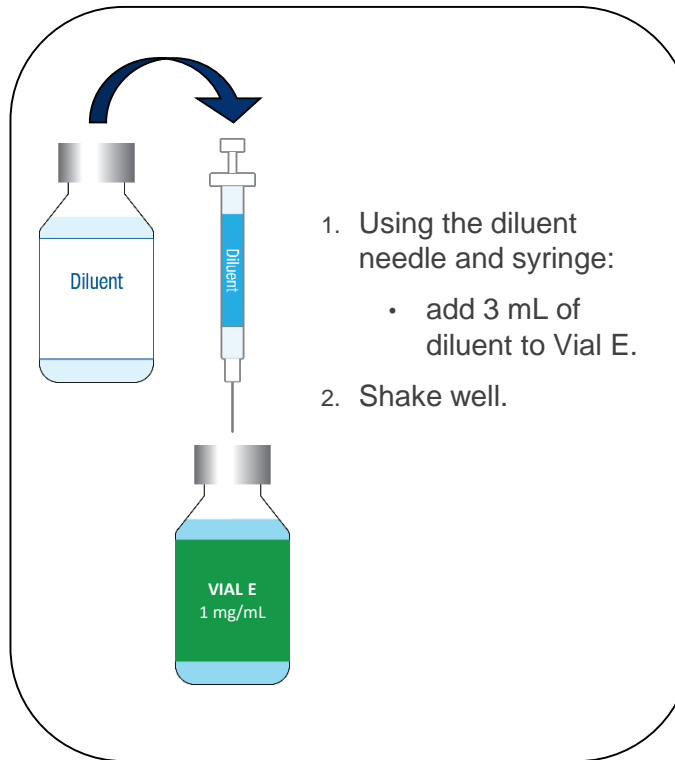 Diluent
Diluent
1. Using the diluent
needle and syringe:
• add 3 mL of
diluent to Vial E.
2. Shake well.
VIAL E
1 mg/mL